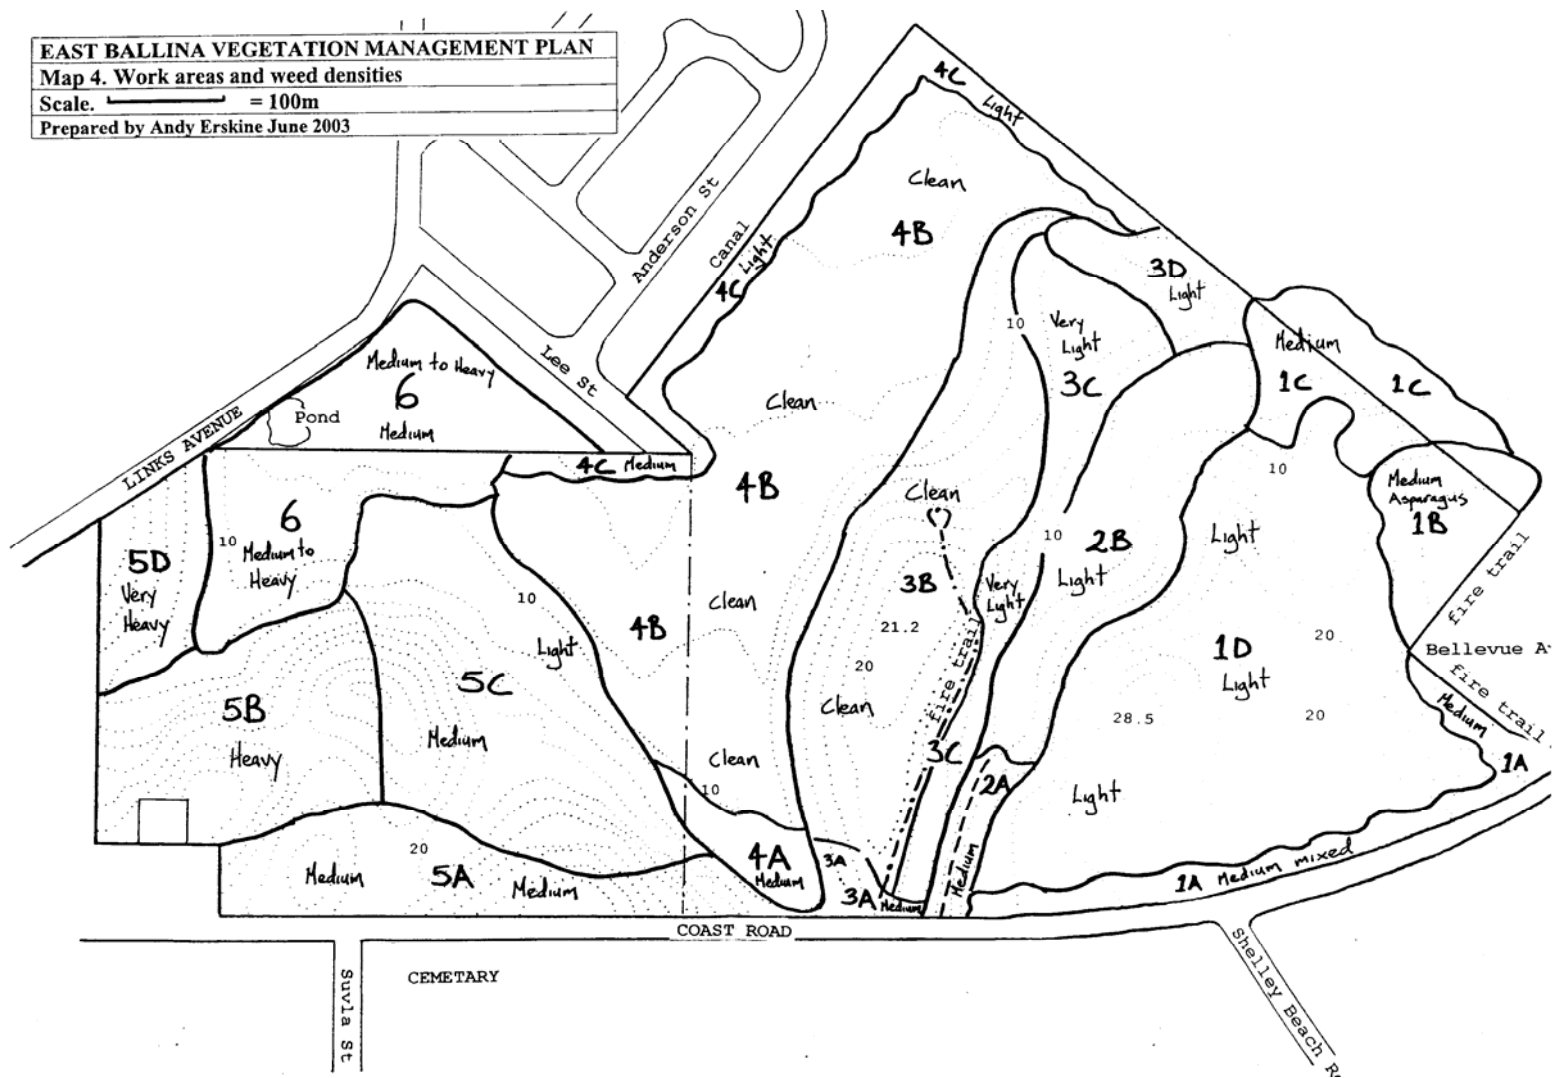 EAST BALLINA VEGETATION MANAGEMENT PLAN
Map 4. Work areas and weed densities
Scale. = 100m
Prepared by Andy Erskine June 2003
4C
Light
Clean
4B
Anderson St
Canal
4C Light
3D
Light
10
Very
Light
3C
Medium
1C
1C
Lee St
Medium to Heavy
6
Medium
Pond
LINKS AVENUE
Clean
4C Medium
4B
Clean
10
Medium
Asparagus
1B
6
10
Medium to
Heavy
5D
Very
Heavy
10
2B
Light
Light
fire trail
3B
Very
Light
10
Light
Clean
4B
21.2
20
fire trail
20
1D
Light
Bellevue A
fire trail
5C
Medium
5B
Heavy
Clean
28.5
20
Medium
1A
Clean
10
3C
2A
Light
20
Medium
5A
Medium
4A
Medium
3A
3A
Medium
Medium
1A Medium mixed
COAST ROAD
CEMETARY
Suvla St
Shelley Beach R